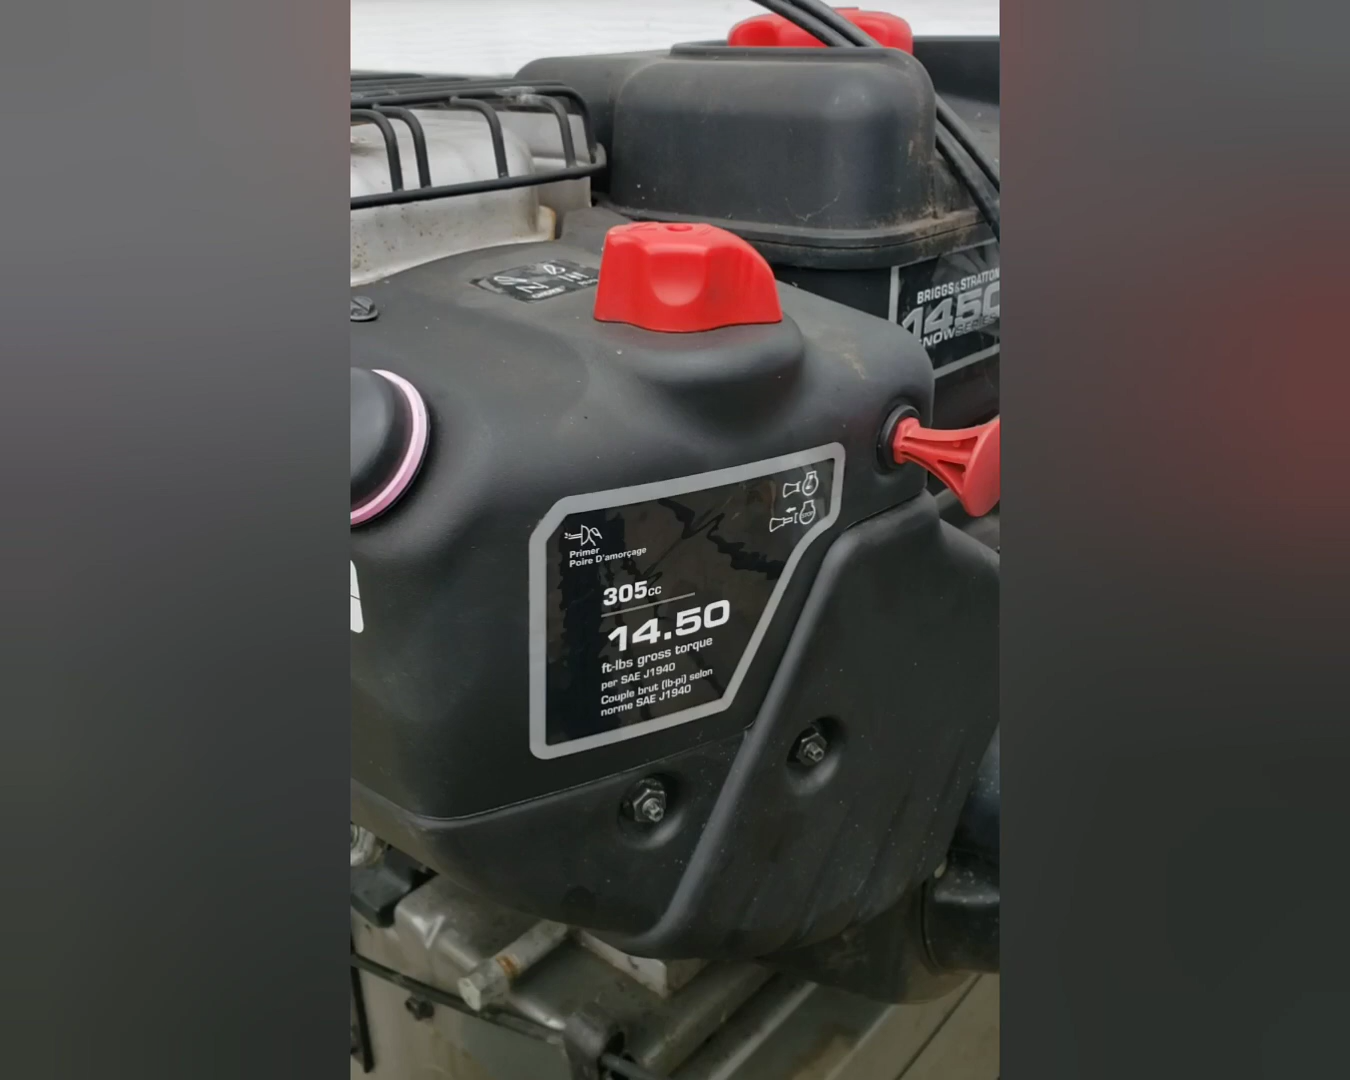 BRIGGS & STRATTON
1450
SNOW SERIES
Primer
Poire D'amorçage
305cc
14.50
ft-lbs gross torque
per SAE J1940
Couple brut (lb-pi) selon
norme SAE J1940